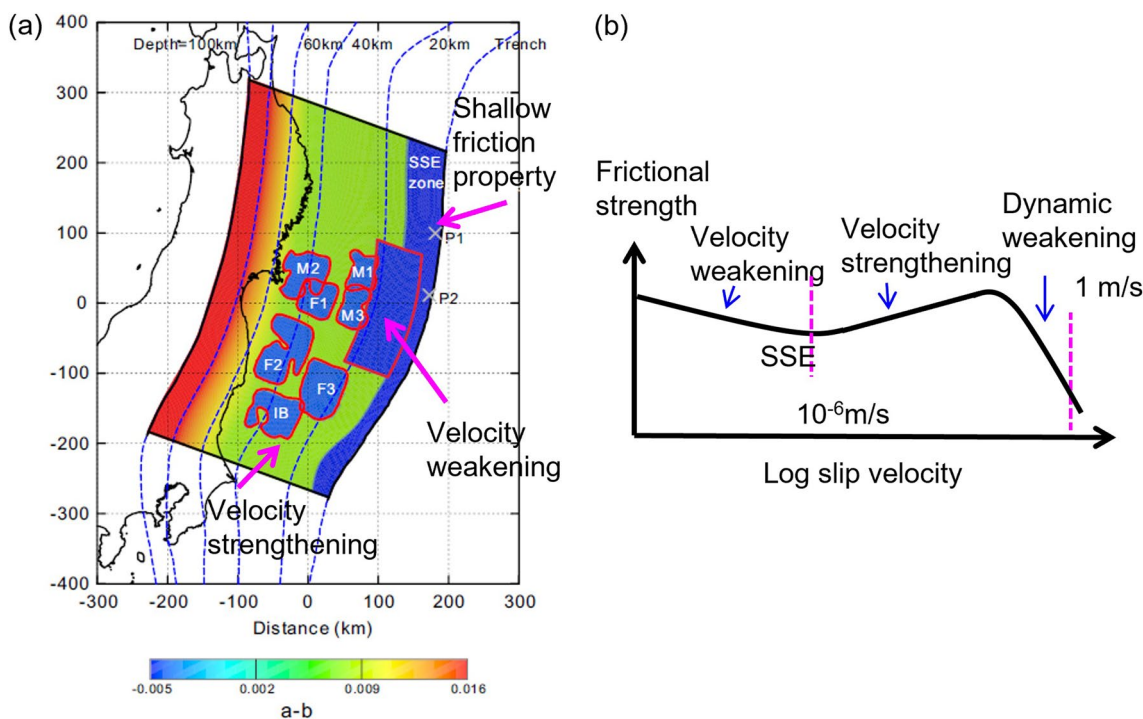 (a)
400
Depth=100km 60km 40km 20km Trench
300
200
100
0
-100
-200
-300
-400
-300 -200 -100 0 100 200 300
Distance (km)
Shallow
friction
property
SSE
zone
P1
P2
M2
M1
F1
M3
F2
F3
IB
Velocity
weakening
Velocity
strengthening
-0.005 0.002 0.009 0.016
a-b
(b)
Frictional
strength
Velocity
weakening
Velocity
strengthening
Dynamic
weakening
1 m/s
SSE
10⁻⁶m/s
Log slip velocity